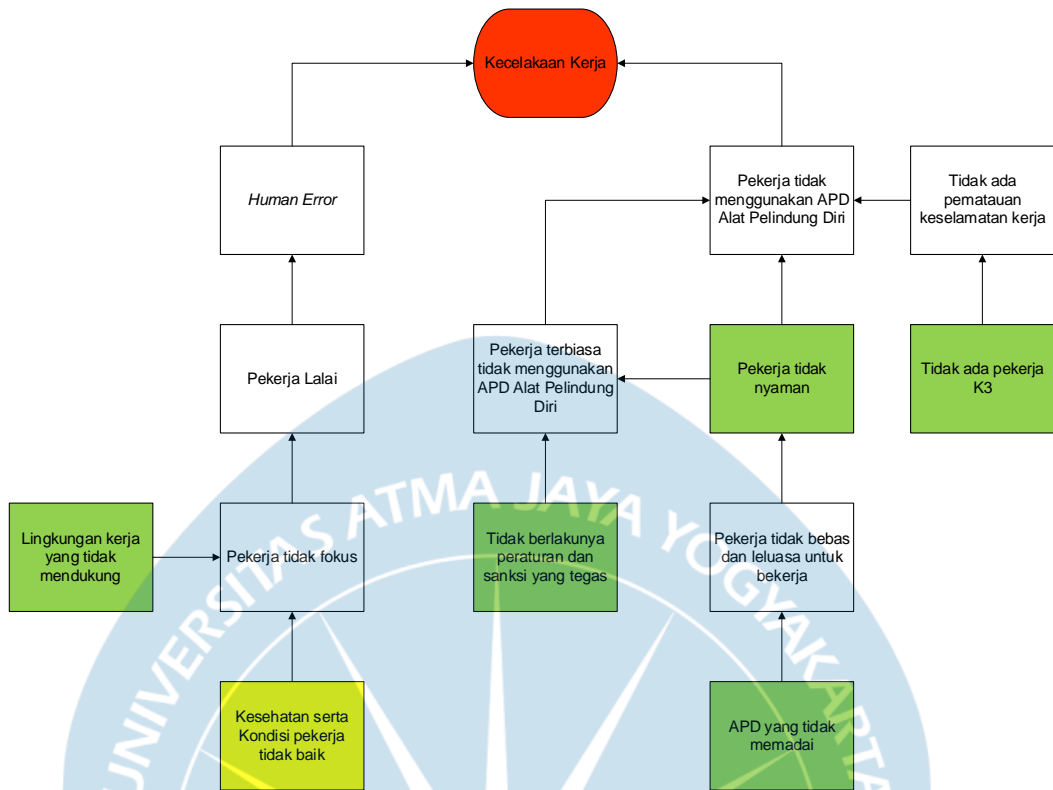 Kecelakaan Kerja
Human Error
Pekerja tidak
menggunakan APD
Alat Pelindung Diri
Tidak ada
pematauan
keselamatan kerja
Pekerja Lalai
Pekerja terbiasa
tidak menggunakan
APD Alat Pelindung
Diri
Pekerja tidak
nyaman
Tidak ada pekerja
K3
Lingkungan kerja
yang tidak
mendukung
Pekerja tidak fokus
Tidak berlakunya
peraturan dan
sanksi yang tegas
Pekerja tidak bebas
dan leluasa untuk
bekerja
Kesehatan serta
Kondisi pekerja
tidak baik
APD yang tidak
memadai
UNIVERSITAS ATMA JAYA YOGYAKARTA